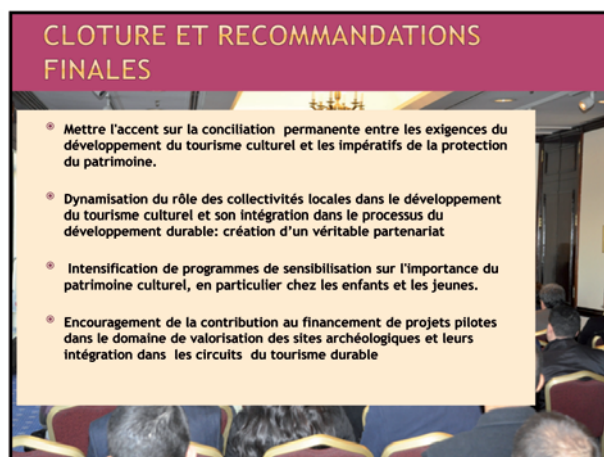 CLOTURE ET RECOMMANDATIONS
FINALES
Mettre l'accent sur la conciliation permanente entre les exigences du
développement du tourisme culturel et les impératifs de la protection
du patrimoine.
Dynamisation du rôle des collectivités locales dans le développement
du tourisme culturel et son intégration dans le processus du
développement durable: création d'un véritable partenariat
Intensification de programmes de sensibilisation sur l'importance du
patrimoine culturel, en particulier chez les enfants et les jeunes.
Encouragement de la contribution au financement de projets pilotes
dans le domaine de valorisation des sites archéologiques et leurs
intégration dans les circuits du tourisme durable